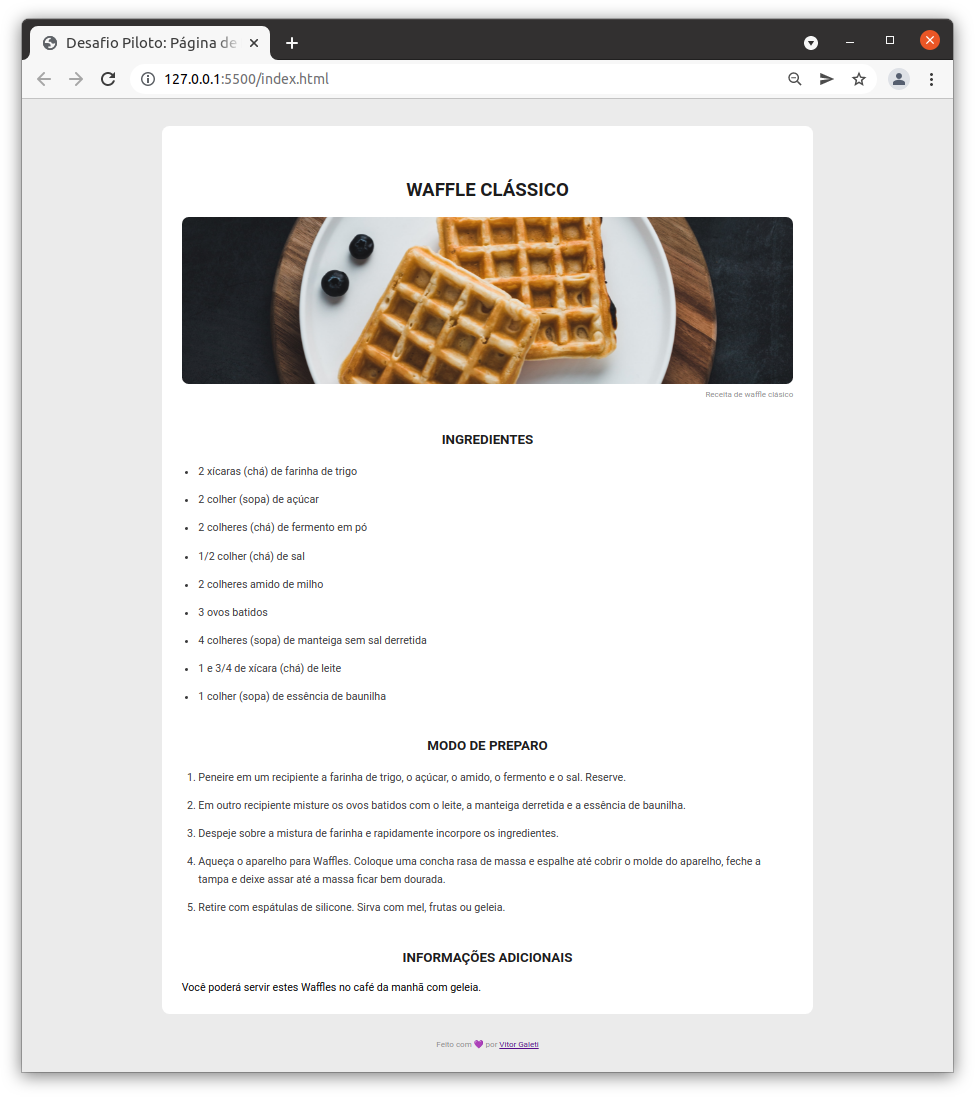 Desafio Piloto: Página de
127.0.0.1:5500/index.html
WAFFLE CLÁSSICO
Receita de waffle clásico
INGREDIENTES
• 2 xícaras (chá) de farinha de trigo
• 2 colher (sopa) de açúcar
• 2 colheres (chá) de fermento em pó
• 1/2 colher (chá) de sal
• 2 colheres amido de milho
• 3 ovos batidos
• 4 colheres (sopa) de manteiga sem sal derretida
• 1 e 3/4 de xícara (chá) de leite
• 1 colher (sopa) de essência de baunilha
MODO DE PREPARO
1. Peneire em um recipiente a farinha de trigo, o açúcar, o amido, o fermento e o sal. Reserve.
2. Em outro recipiente misture os ovos batidos com o leite, a manteiga derretida e a essência de baunilha.
3. Despeje sobre a mistura de farinha e rapidamente incorpore os ingredientes.
4. Aqueça o aparelho para Waffles. Coloque uma concha rasa de massa e espalhe até cobrir o molde do aparelho, feche a
tampa e deixe assar até a massa ficar bem dourada.
5. Retire com espátulas de silicone. Sirva com mel, frutas ou geleia.
INFORMAÇÕES ADICIONAIS
Você poderá servir estes Waffles no café da manhã com geleia.
Feito com 💜 por Vitor Galeti